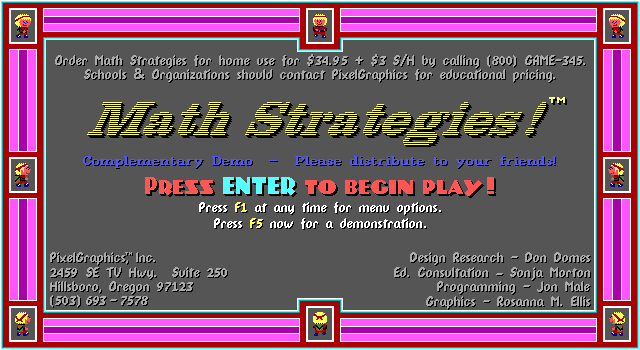 Order Math Strategies for home use for $34.95 + $3 S/H by calling (800) GAME-345.
Schools & Organizations should contact PixelGraphics for educational pricing.
Math Strategies!™
Complementary Demo - Please distribute to your friends!
PRESS ENTER TO BEGIN PLAY!
Press F1 at any time for menu options.
Press F5 now for a demonstration.
PixelGraphics,™ Inc.
2459 SE TV Hwy. Suite 250
Hillsboro, Oregon 97123
(503) 693-7578
Design Research - Don Domes
Ed. Consultation - Sonja Morton
Programming - Jon Male
Graphics - Rosanna M. Ellis